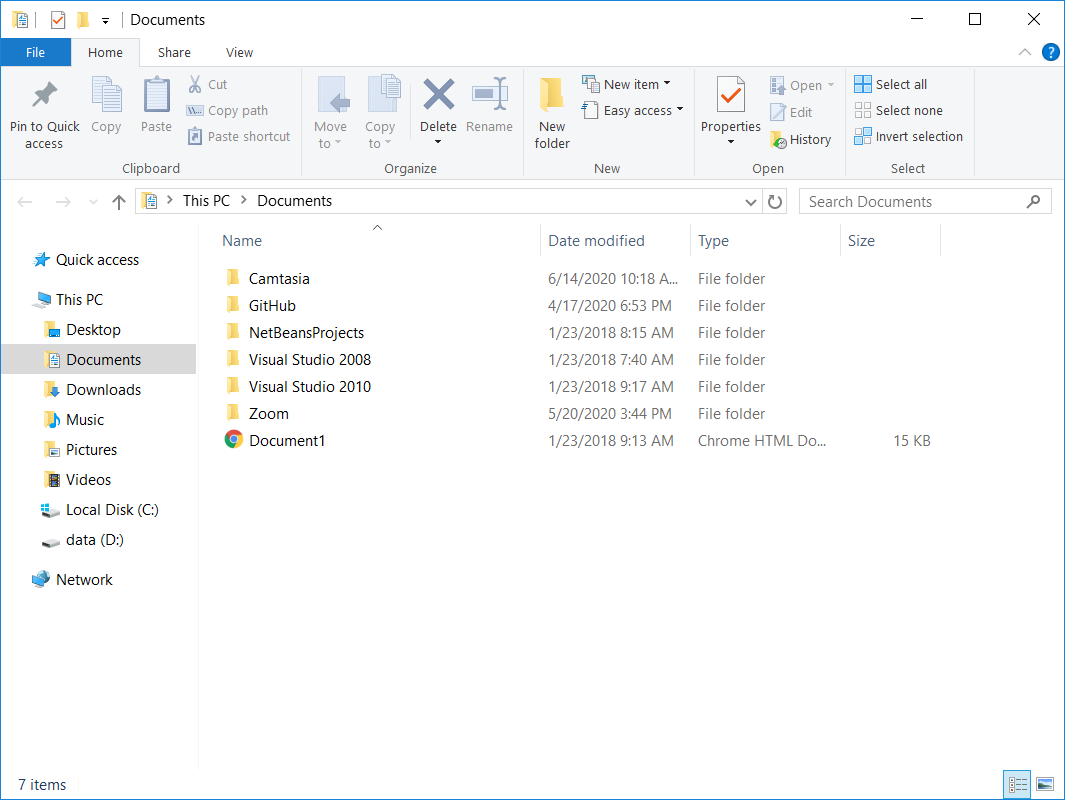 Documents
File Home Share View
Pin to Quick access
Copy
Paste
Cut
Copy path
Paste shortcut
Clipboard
Move to
Copy to
Delete
Rename
Organize
New folder
New item
Easy access
New
Properties
Open
Edit
History
Open
Select all
Select none
Invert selection
Select
This PC Documents
Search Documents
Quick access
This PC
Desktop
Documents
Downloads
Music
Pictures
Videos
Local Disk (C:)
data (D:)
Network
Name Date modified Type Size
Camtasia 6/14/2020 10:18 A... File folder
GitHub 4/17/2020 6:53 PM File folder
NetBeansProjects 1/23/2018 8:15 AM File folder
Visual Studio 2008 1/23/2018 7:40 AM File folder
Visual Studio 2010 1/23/2018 9:17 AM File folder
Zoom 5/20/2020 3:44 PM File folder
Document1 1/23/2018 9:13 AM Chrome HTML Do... 15 KB
7 items